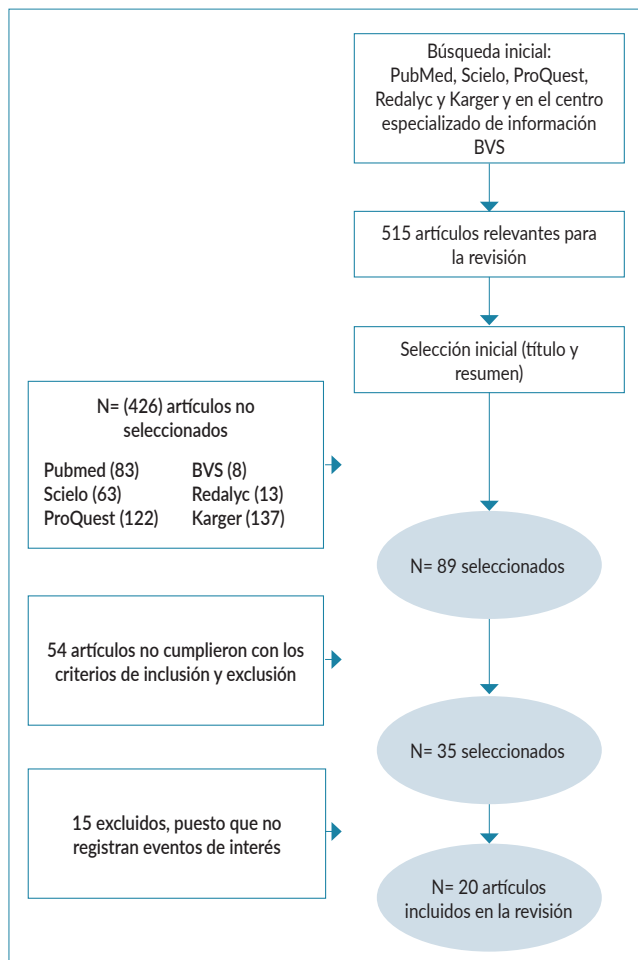 Búsqueda inicial:
PubMed, Scielo, ProQuest,
Redalyc y Karger y en el centro
especializado de información
BVS
515 artículos relevantes para
la revisión
Selección inicial (título y
resumen)
N= (426) artículos no
seleccionados
Pubmed (83) BVS (8)
Scielo (63) Redalyc (13)
ProQuest (122) Karger (137)
N= 89 seleccionados
54 artículos no cumplieron con los
criterios de inclusión y exclusión
N= 35 seleccionados
15 excluidos, puesto que no
registran eventos de interés
N= 20 artículos
incluidos en la revisión